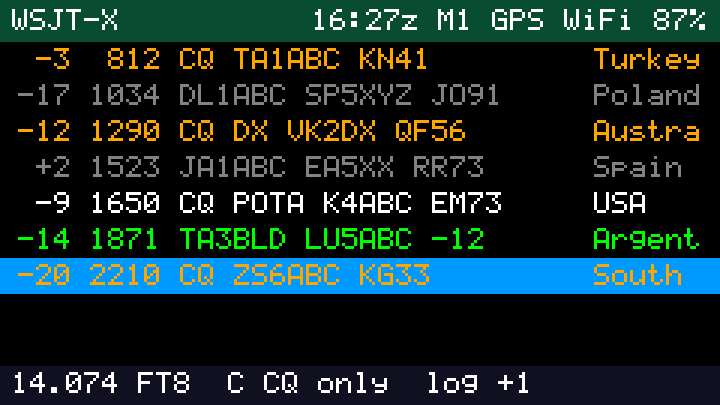 WSJT-X 16:27z M1 GPS WiFi 87%
-3 812 CQ TA1ABC KN41 Turkey
-17 1034 DL1ABC SP5XYZ JO91 Poland
-12 1290 CQ DX VK2DX QF56 Austra
+2 1523 JA1ABC EA5XX RR73 Spain
-9 1650 CQ POTA K4ABC EM73 USA
-14 1871 TA3BLD LU5ABC -12 Argent
-20 2210 CQ ZS6ABC KG33 South
14.074 FT8 C CQ only log +1